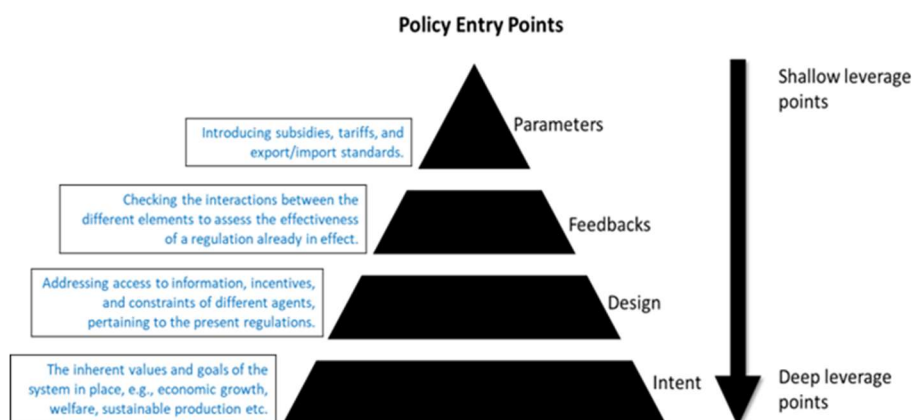 Policy Entry Points
Shallow leverage
points
Parameters
Introducing subsidies, tariffs, and
export/import standards.
Checking the interactions between the
different elements to assess the effectiveness
of a regulation already in effect.
Feedbacks
Addressing access to information, incentives,
and constraints of different agents,
pertaining to the present regulations.
Design
The inherent values and goals of the
system in place, e.g., economic growth,
welfare, sustainable production etc.
Intent
Deep leverage
points